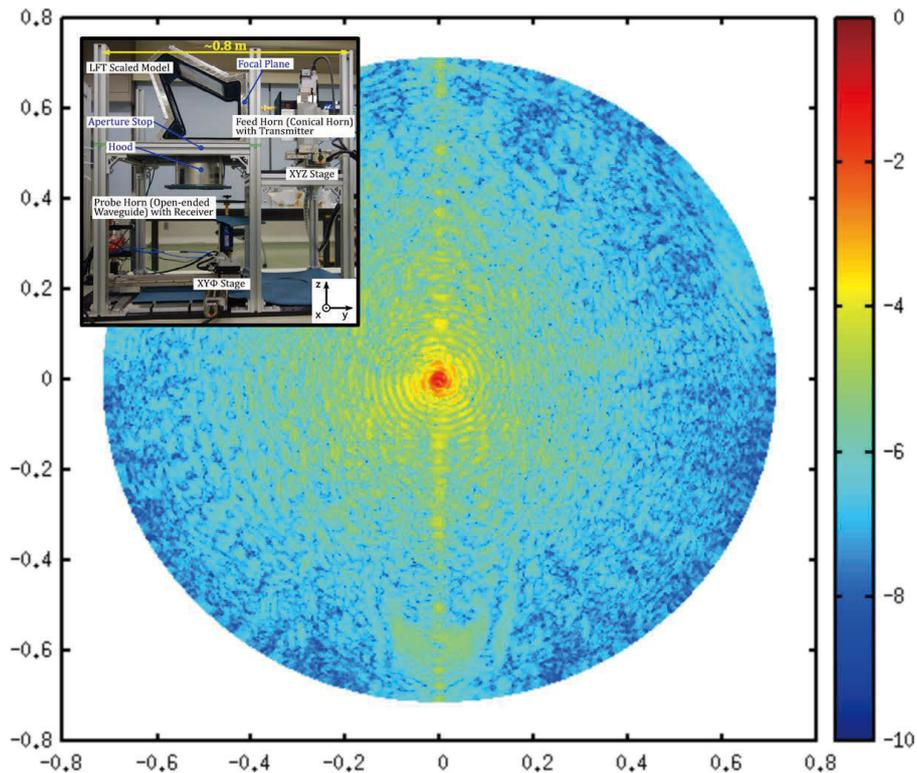 0.8
0.6
0.4
0.2
0
-0.2
-0.4
-0.6
-0.8
-0.8
-0.6
-0.4
-0.2
0
0.2
0.4
0.6
0.8
0
-2
-4
-6
-8
-10
~0.8 m
LFT Scaled Model
Focal Plane
Aperture Stop
Feed Horn (Conical Horn)
with Transmitter
Hood
XYZ Stage
Probe Horn (Open-ended
Waveguide) with Receiver
XYΦ Stage
z
x
y